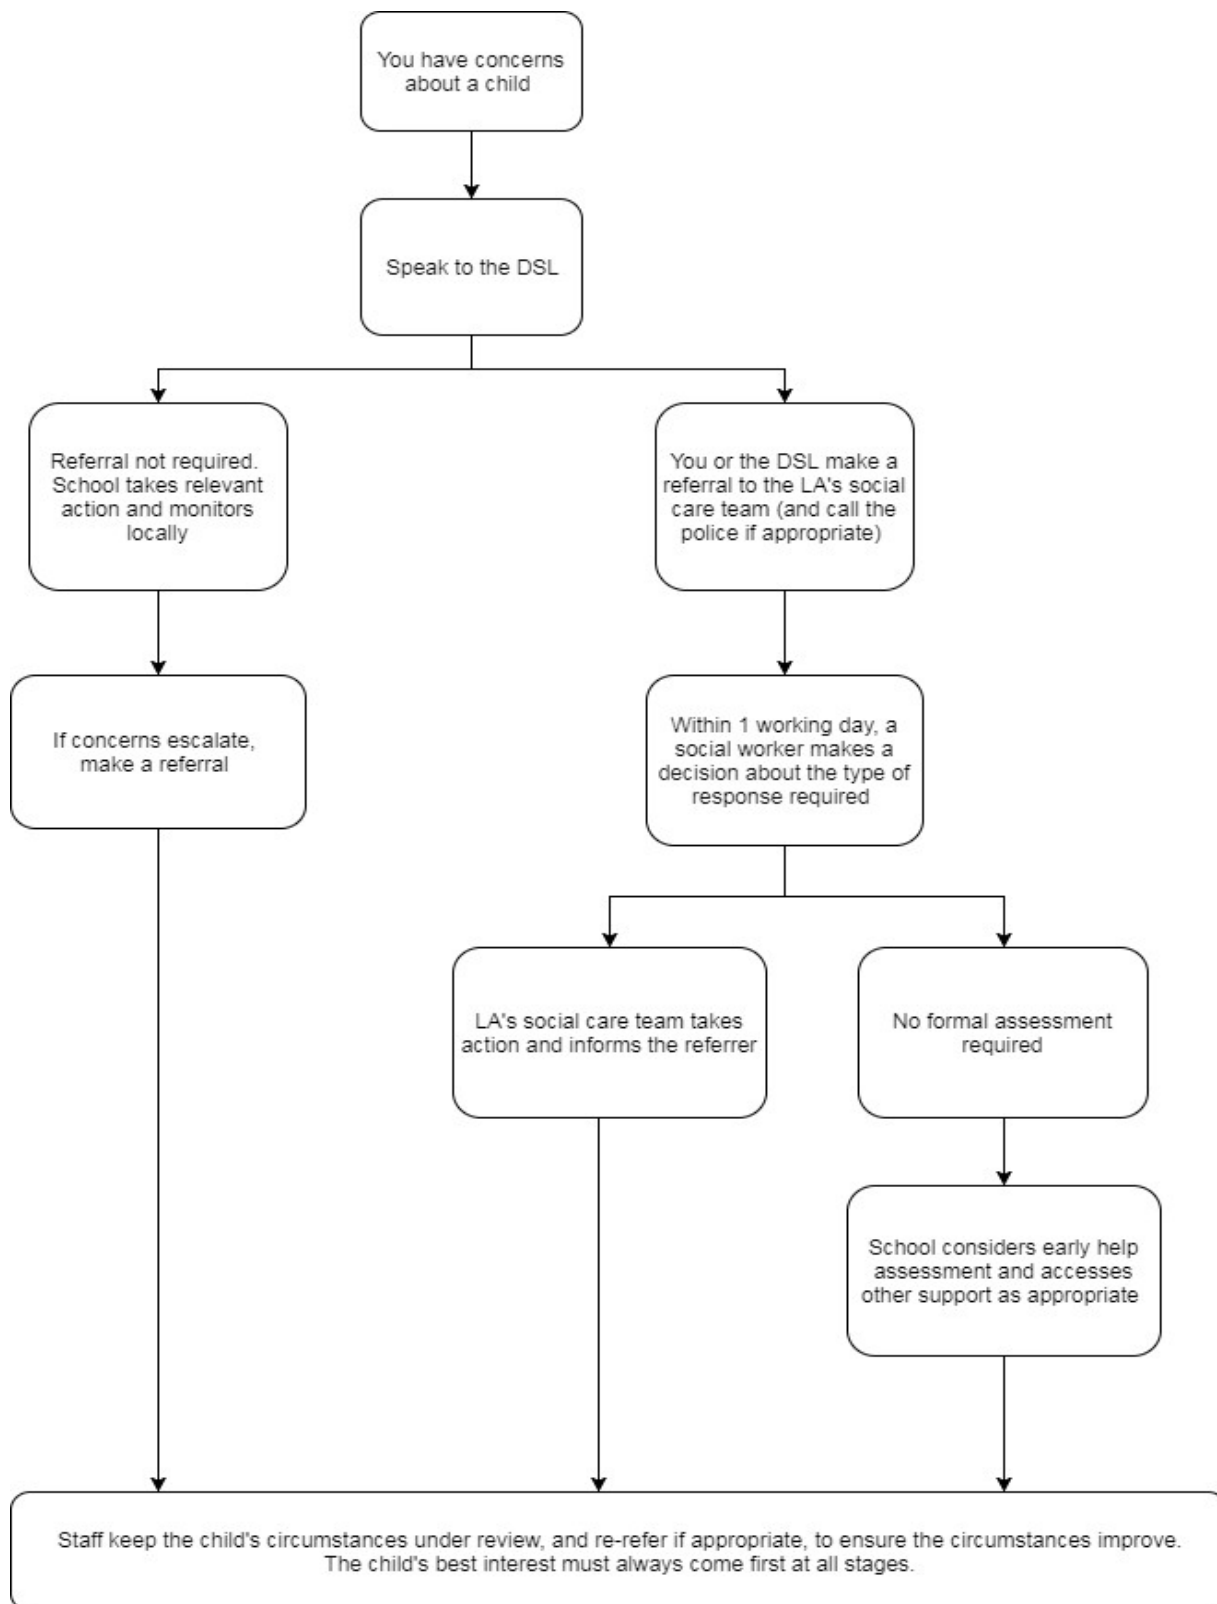 You have concerns
about a child
Speak to the DSL
Referral not required.
School takes relevant
action and monitors
locally
You or the DSL make a
referral to the LA's social
care team (and call the
police if appropriate)
If concerns escalate,
make a referral
Within 1 working day, a
social worker makes a
decision about the type of
response required
LA's social care team takes
action and informs the referrer
No formal assessment
required
School considers early help
assessment and accesses
other support as appropriate
Staff keep the child's circumstances under review, and re-refer if appropriate, to ensure the circumstances improve.
The child's best interest must always come first at all stages.